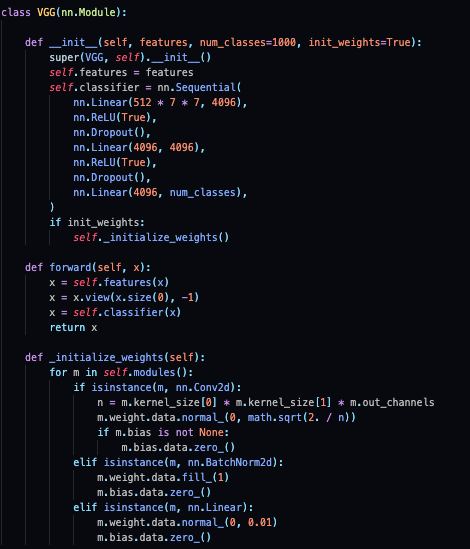 class VGG(nn.Module):

    def __init__(self, features, num_classes=1000, init_weights=True):
        super(VGG, self).__init__()
        self.features = features
        self.classifier = nn.Sequential(
            nn.Linear(512 * 7 * 7, 4096),
            nn.ReLU(True),
            nn.Dropout(),
            nn.Linear(4096, 4096),
            nn.ReLU(True),
            nn.Dropout(),
            nn.Linear(4096, num_classes),
        )
        if init_weights:
            self._initialize_weights()

    def forward(self, x):
        x = self.features(x)
        x = x.view(x.size(0), -1)
        x = self.classifier(x)
        return x

    def _initialize_weights(self):
        for m in self.modules():
            if isinstance(m, nn.Conv2d):
                n = m.kernel_size[0] * m.kernel_size[1] * m.out_channels
                m.weight.data.normal_(0, math.sqrt(2. / n))
                if m.bias is not None:
                    m.bias.data.zero_()
            elif isinstance(m, nn.BatchNorm2d):
                m.weight.data.fill_(1)
                m.bias.data.zero_()
            elif isinstance(m, nn.Linear):
                m.weight.data.normal_(0, 0.01)
                m.bias.data.zero_()